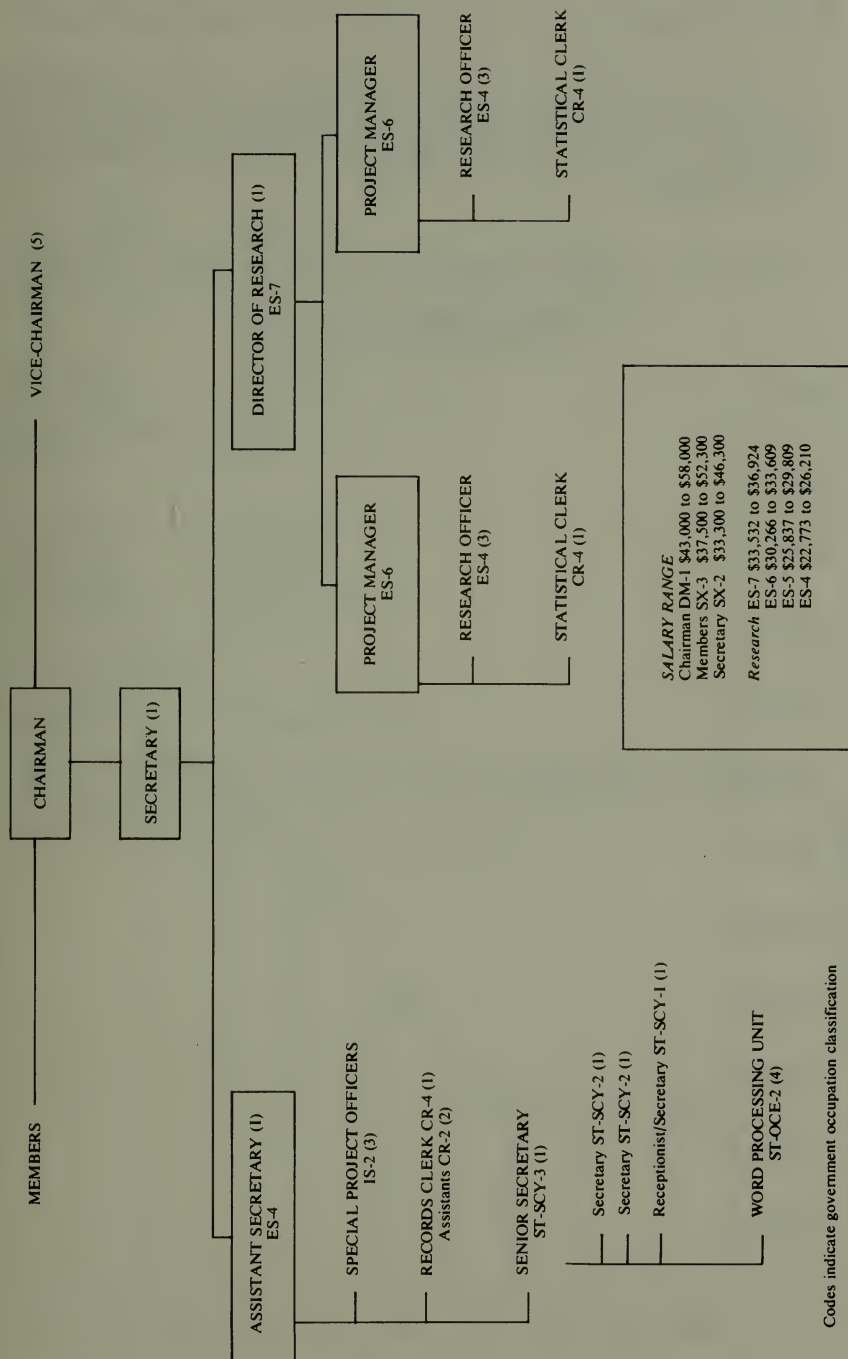 CHAIRMAN
MEMBERS
VICE-CHAIRMAN (5)
SECRETARY (1)
ASSISTANT SECRETARY (1)
ES-4
SPECIAL PROJECT OFFICERS
IS-2 (3)
RECORDS CLERK CR-4 (1)
Assistants CR-2 (2)
SENIOR SECRETARY
ST-SCY-3 (1)
Secretary ST-SCY-2 (1)
Secretary ST-SCY-2 (1)
Receptionist/Secretary ST-SCY-1 (1)
WORD PROCESSING UNIT
ST-OCE-2 (4)
DIRECTOR OF RESEARCH (1)
ES-7
PROJECT MANAGER
ES-6
RESEARCH OFFICER
ES-4 (3)
STATISTICAL CLERK
CR-4 (1)
PROJECT MANAGER
ES-6
RESEARCH OFFICER
ES-4 (3)
STATISTICAL CLERK
CR-4 (1)
SALARY RANGE
Chairman DM-1 $43,000 to $58,000
Members SX-3 $37,500 to $52,300
Secretary SX-2 $33,300 to $46,300
Research ES-7 $33,532 to $36,924
ES-6 $30,266 to $33,609
ES-5 $25,837 to $29,809
ES-4 $22,773 to $26,210
Codes indicate government occupation classification